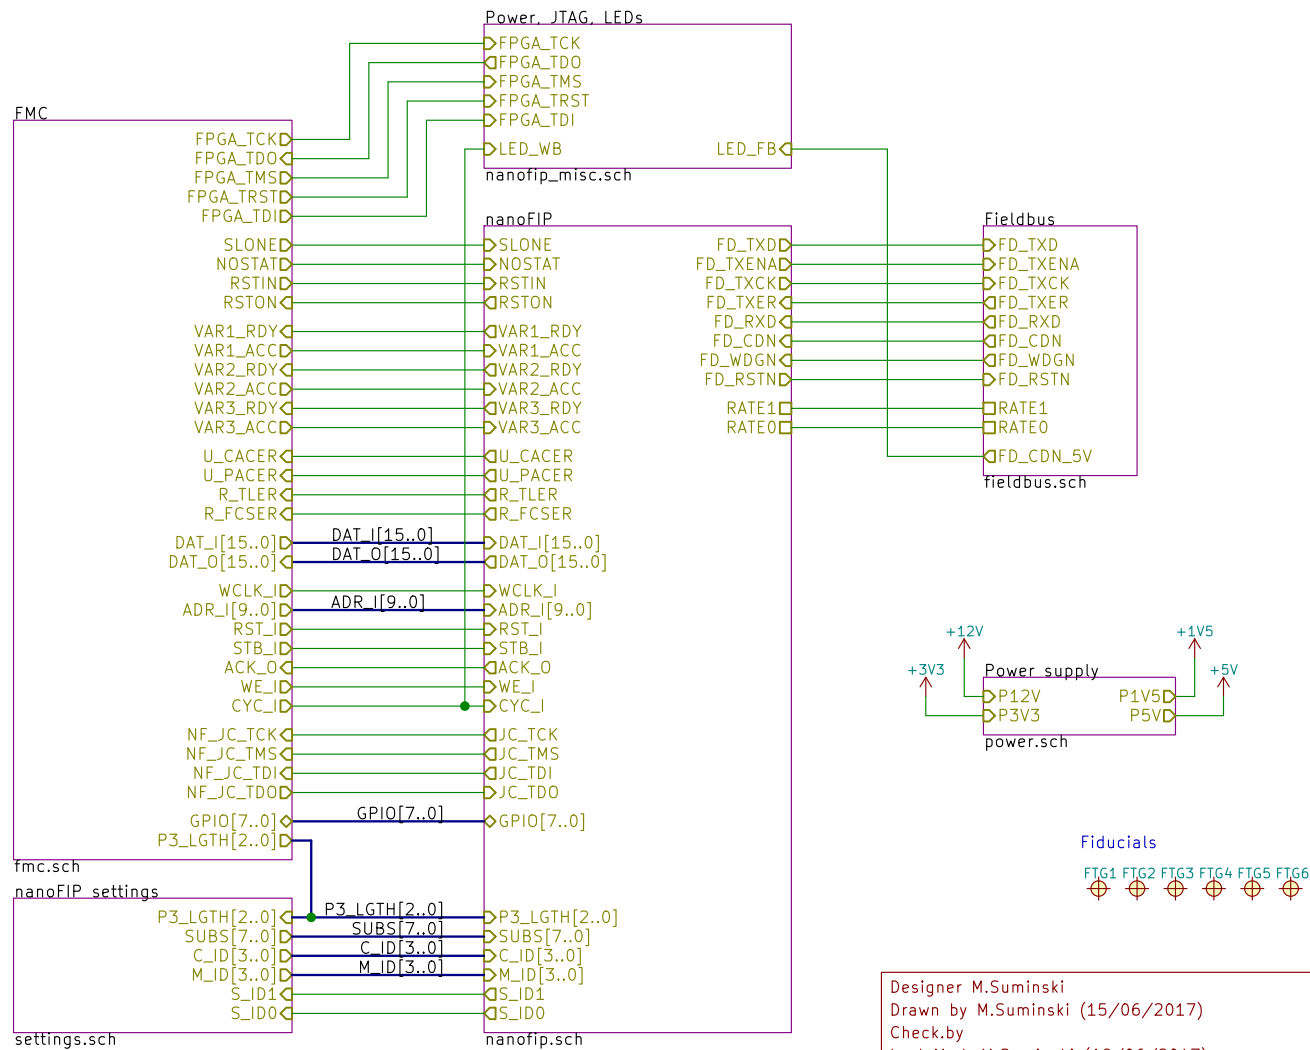 Power, JTAG, LEDs
FPGA_TCK
FPGA_TDO
FPGA_TMS
FPGA_TRST
FPGA_TDI
LED_WB
LED_FB
nanofip_misc.sch
FMC
FPGA_TCK
FPGA_TDO
FPGA_TMS
FPGA_TRST
FPGA_TDI
SLONE
NOSTAT
RSTIN
RSTON
VAR1_RDY
VAR1_ACC
VAR2_RDY
VAR2_ACC
VAR3_RDY
VAR3_ACC
U_CACER
U_PACER
R_TLER
R_FCSER
DAT_I[15..0]
DAT_O[15..0]
WCLK_I
ADR_I[9..0]
RST_I
STB_I
ACK_O
WE_I
CYC_I
NF_JC_TCK
NF_JC_TMS
NF_JC_TDI
NF_JC_TDO
GPIO[7..0]
P3_LGTH[2..0]
fmc.sch
DAT_I[15..0]
DAT_O[15..0]
ADR_I[9..0]
GPIO[7..0]
nanoFIP settings
P3_LGTH[2..0]
SUBS[7..0]
C_ID[3..0]
M_ID[3..0]
S_ID1
S_ID0
settings.sch
P3_LGTH[2..0]
SUBS[7..0]
C_ID[3..0]
M_ID[3..0]
nanoFIP
SLONE
NOSTAT
RSTIN
RSTON
VAR1_RDY
VAR1_ACC
VAR2_RDY
VAR2_ACC
VAR3_RDY
VAR3_ACC
U_CACER
U_PACER
R_TLER
R_FCSER
DAT_I[15..0]
DAT_O[15..0]
WCLK_I
ADR_I[9..0]
RST_I
STB_I
ACK_O
WE_I
CYC_I
JC_TCK
JC_TMS
JC_TDI
JC_TDO
GPIO[7..0]
P3_LGTH[2..0]
SUBS[7..0]
C_ID[3..0]
M_ID[3..0]
S_ID1
S_ID0
nanofip.sch
FD_TXD
FD_TXENA
FD_TXCK
FD_TXER
FD_RXD
FD_CDN
FD_WDGN
FD_RSTN
RATE1
RATE0
Fieldbus
FD_TXD
FD_TXENA
FD_TXCK
FD_TXER
FD_RXD
FD_CDN
FD_WDGN
FD_RSTN
RATE1
RATE0
FD_CDN_5V
fieldbus.sch
+12V
+1V5
+3V3
+5V
Power supply
P12V
P1V5
P3V3
P5V
power.sch
Fiducials
FTG1 FTG2 FTG3 FTG4 FTG5 FTG6
Designer M.Suminski
Drawn by M.Suminski (15/06/2017)
Check.by